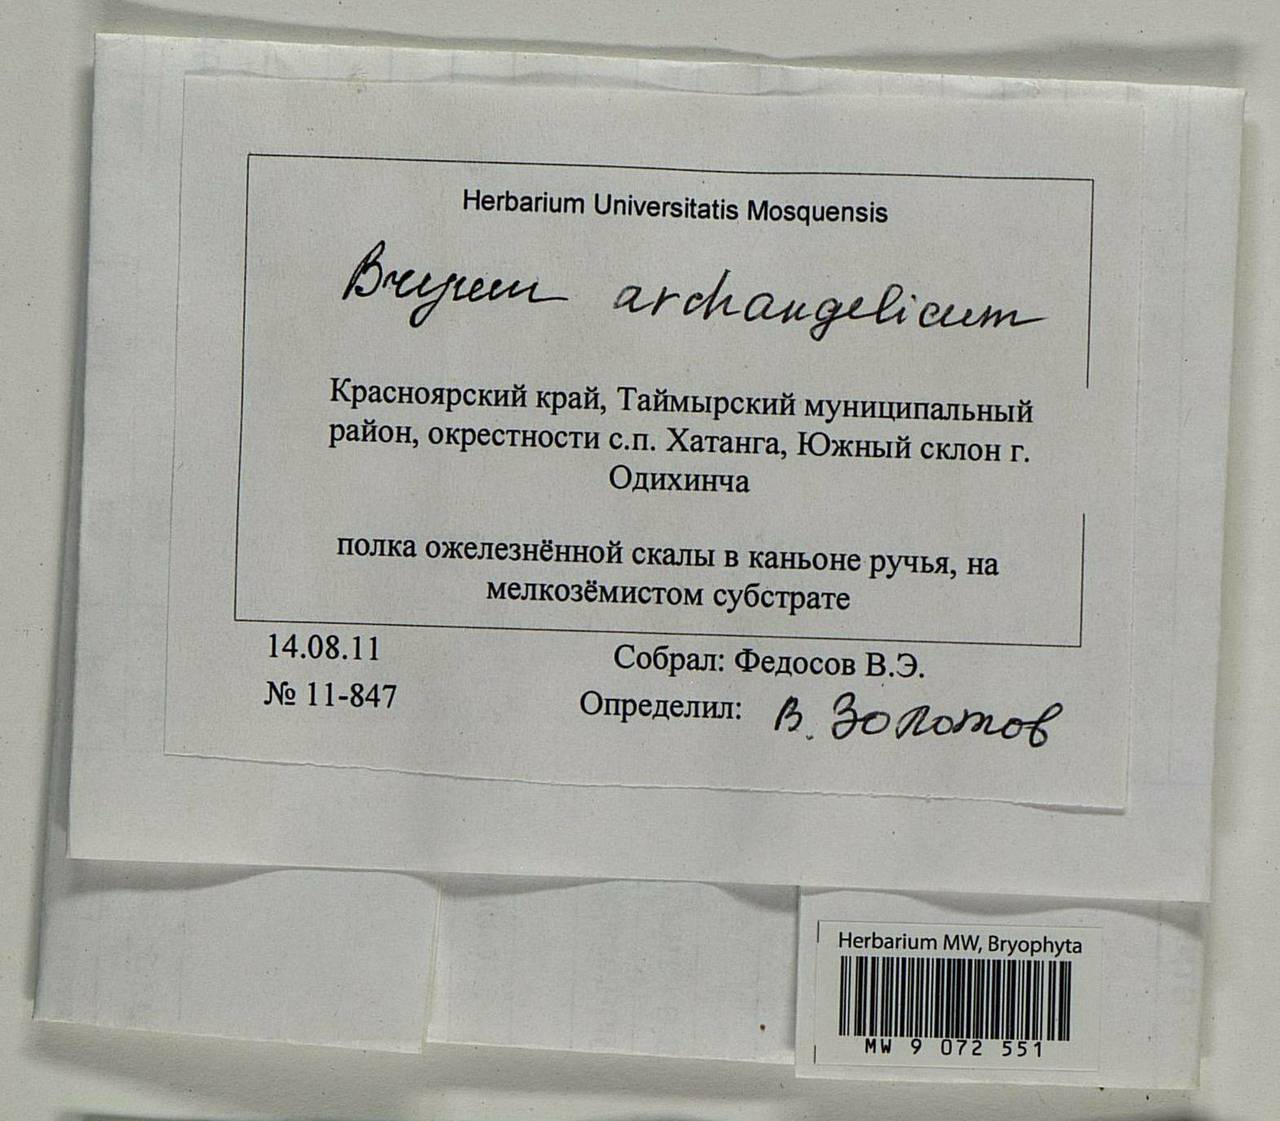 Herbarium Universitatis Mosquensis
Bryum archangelicum
Красноярский край, Таймырский муниципальный
район, окрестности с.п. Хатанга, Южный склон г.
Одихинча
полка ожелезнённой скалы в каньоне ручья, на
мелкозёмистом субстрате
14.08.11
Собрал: Федосов В.Э.
№ 11-847
Определил: В. Золотов
Herbarium MW, Bryophyta
MW 9 072 551